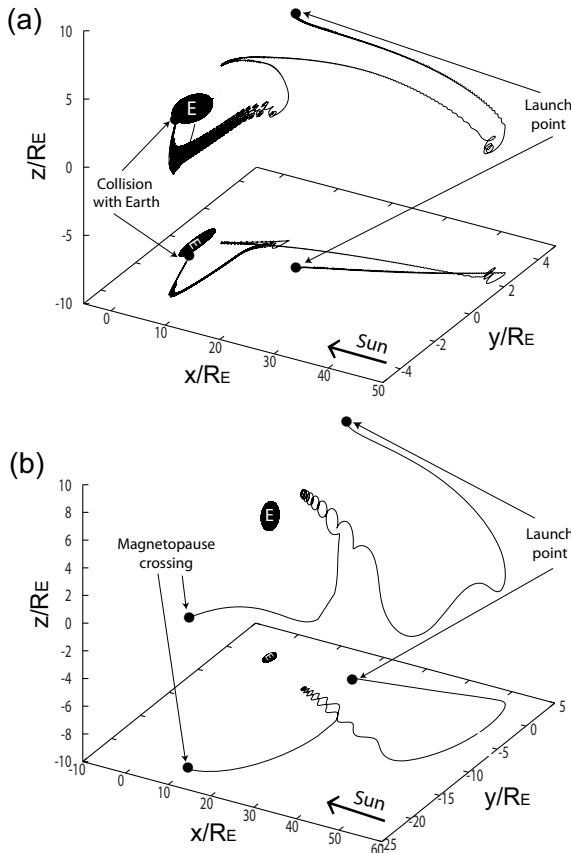 (a)
10
5
0
-5
-10
z/RE
E
Launch
point
Collision
with Earth
E
0
10
20
30
40
50
x/RE
Sun
-4
-2
0
2
4
y/RE
(b)
10
8
6
4
2
0
-2
-4
-6
-8
-10
z/RE
E
Magnetopause
crossing
Launch
point
E
-10
0
10
20
30
40
50
60
x/RE
Sun
-25
-20
-15
-10
-5
0
5
y/RE